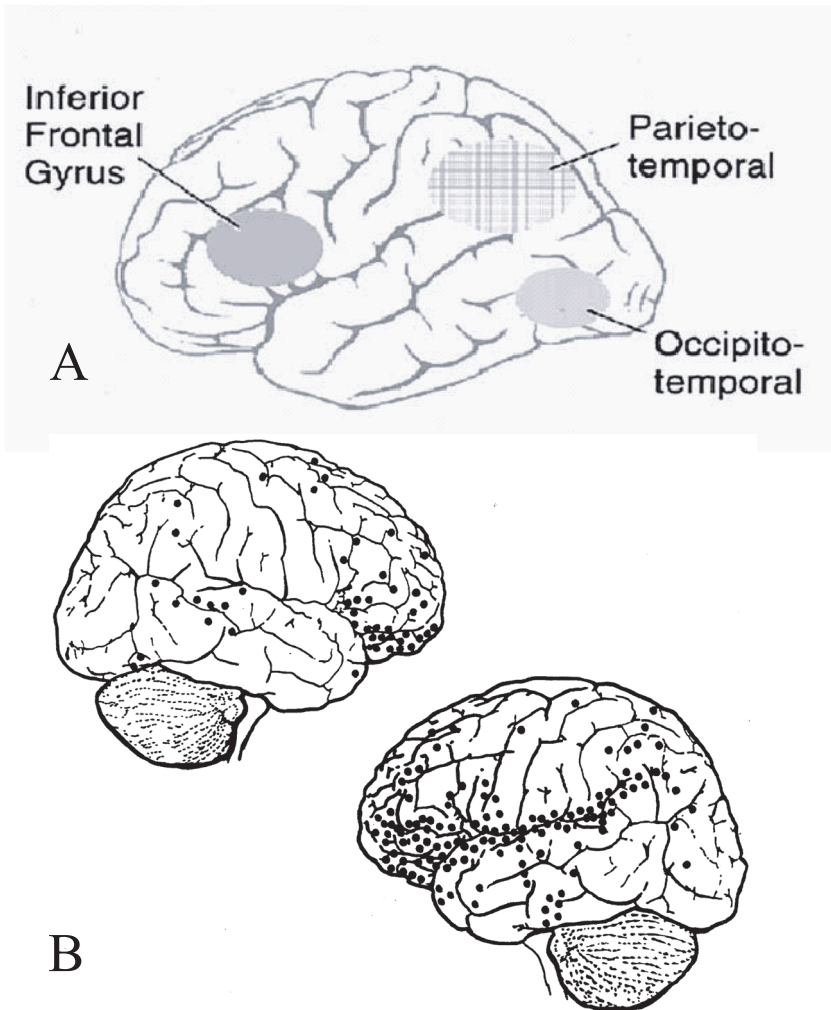 Inferior
Frontal
Gyrus
Parieto-
temporal
Occipito-
temporal
A
B